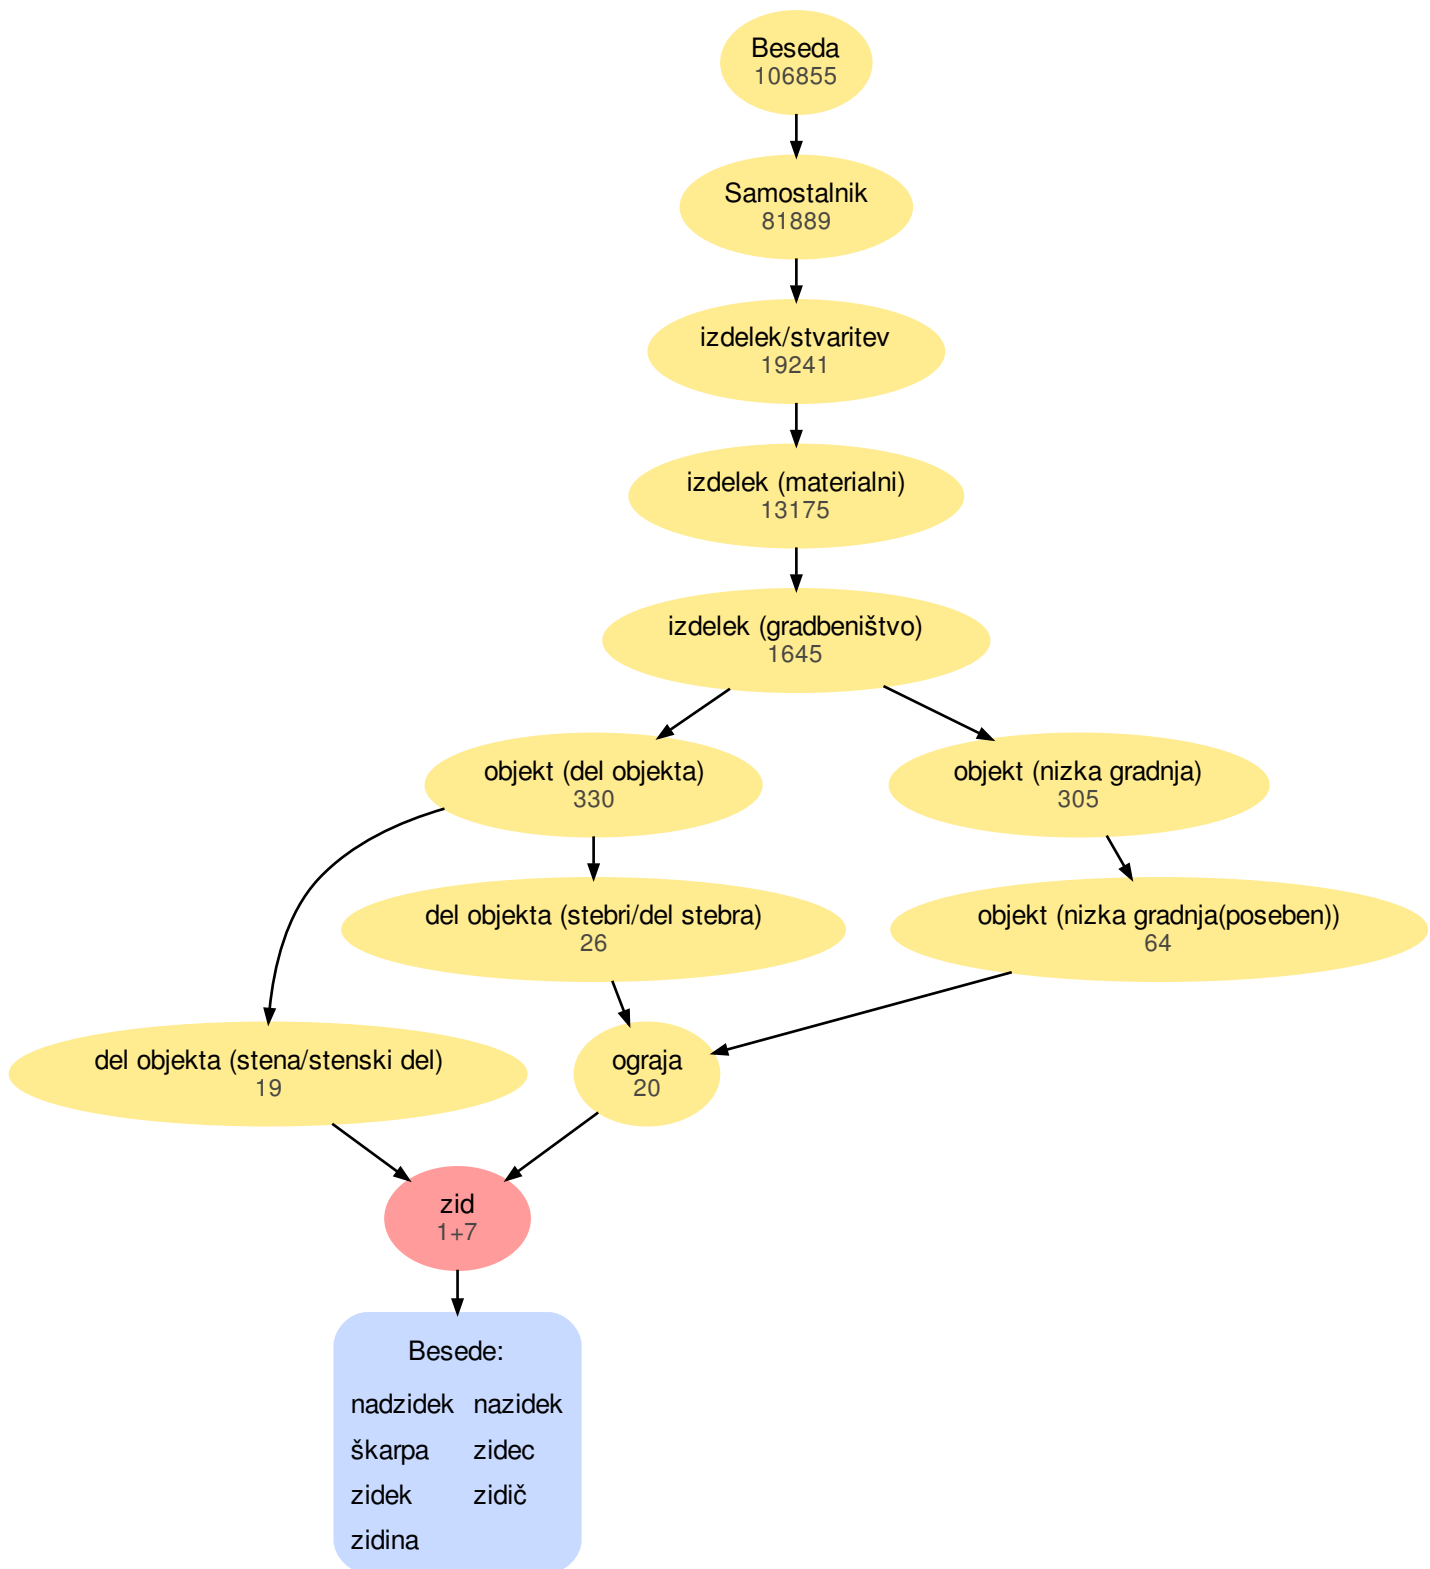 Beseda
106855
Samostalnik
81889
izdelek/stvaritev
19241
izdelek (materialni)
13175
izdelek (gradbeništvo)
1645
objekt (del objekta)
330
objekt (nizka gradnja)
305
del objekta (stebri/del stebra)
26
objekt (nizka gradnja(poseben))
64
del objekta (stena/stenski del)
19
ograja
20
zid
1+7
Besede:
nadzidek nazidek
škarpa zidec
zidek zidič
zidina